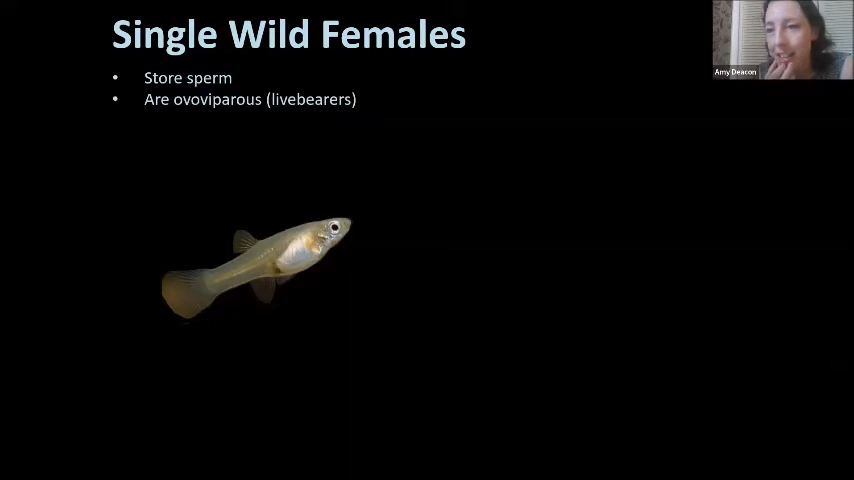 Single Wild Females
• Store sperm
• Are ovoviparous (livebearers)
Amy Deacon